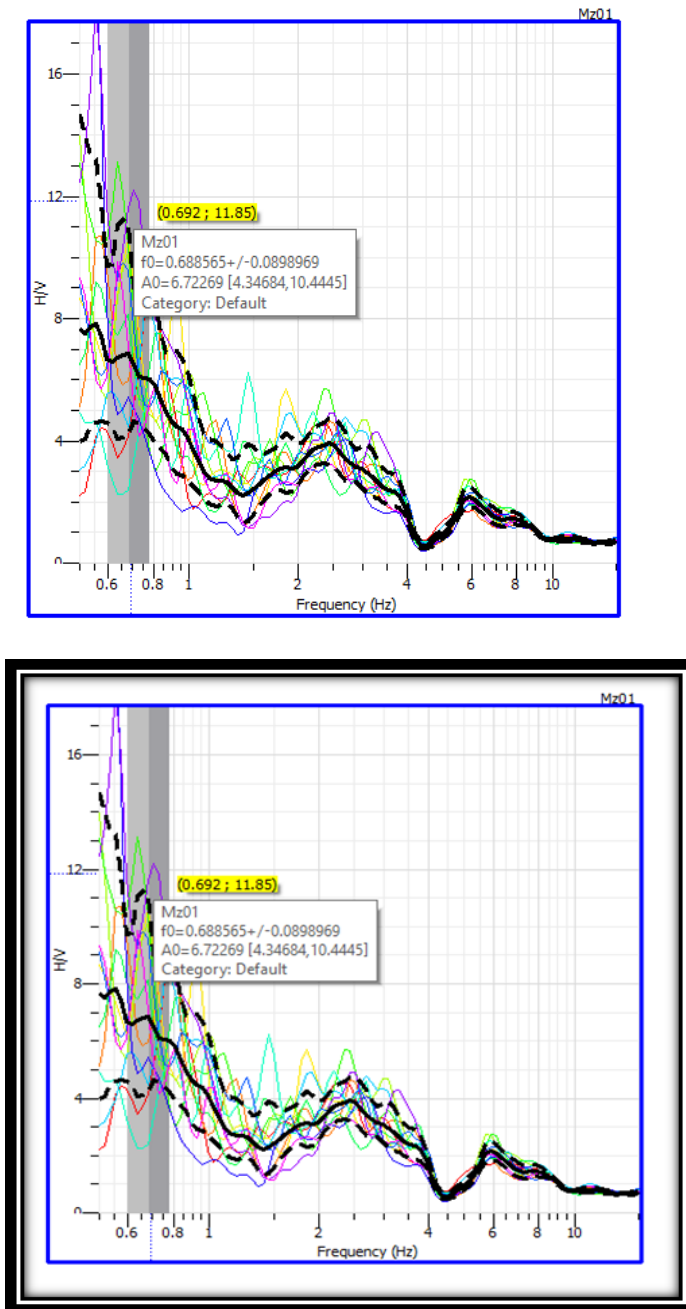 Mz01
16
12
(0.692 ; 11.85)
Mz01
f0=0.688565+/-0.0898969
A0=6.72269 [4.34684,10.4445]
Category: Default
H/V
8
4
0
0.6 0.8 1 2 4 6 8 10
Frequency (Hz)
Mz01
16
12
(0.692 ; 11.85)
Mz01
f0=0.688565+/-0.0898969
A0=6.72269 [4.34684,10.4445]
Category: Default
H/V
8
4
0
0.6 0.8 1 2 4 6 8 10
Frequency (Hz)